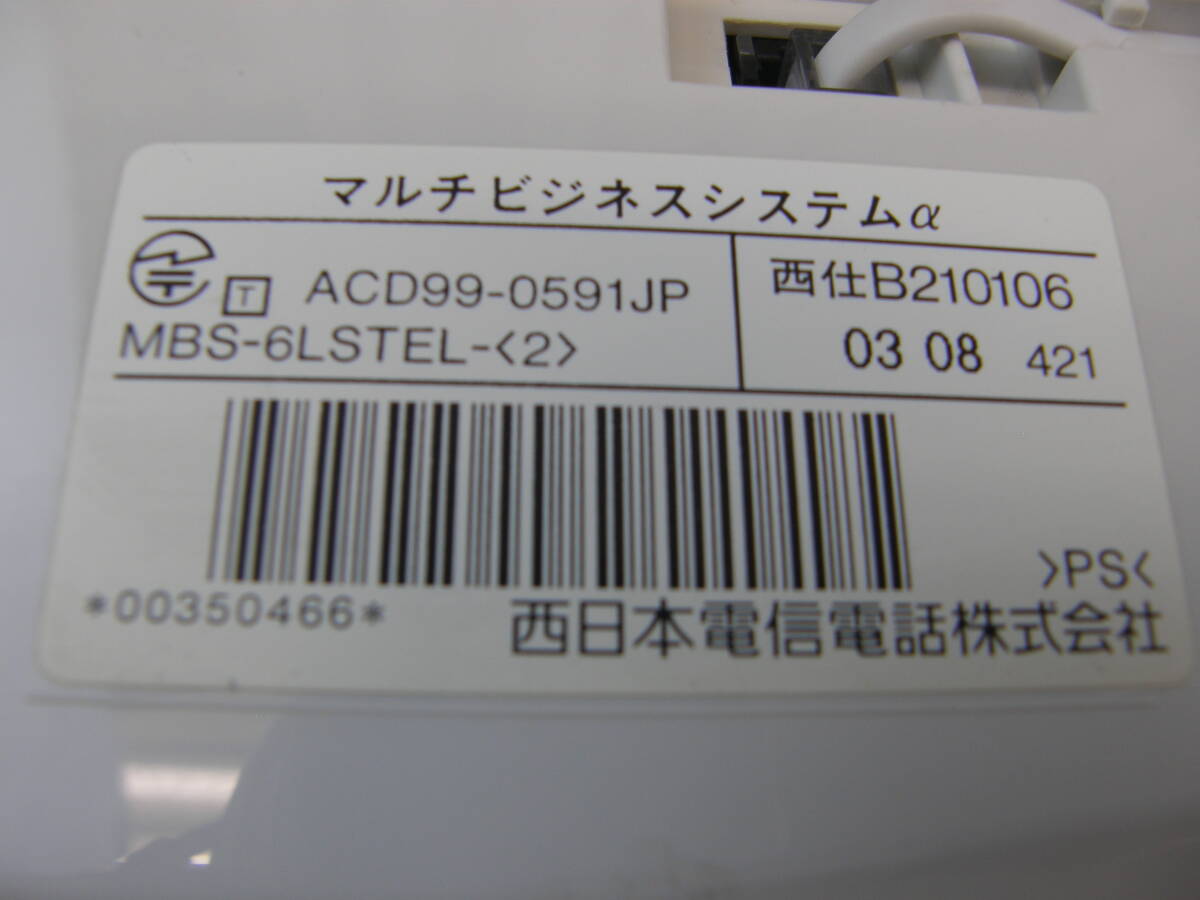 マルチビジネスシステムα
T ACD99-0591JP
MBS-6LSTEL-<2>
西仕B210106
03 08 421
*00350466*
>PS<
西日本電信電話株式会社